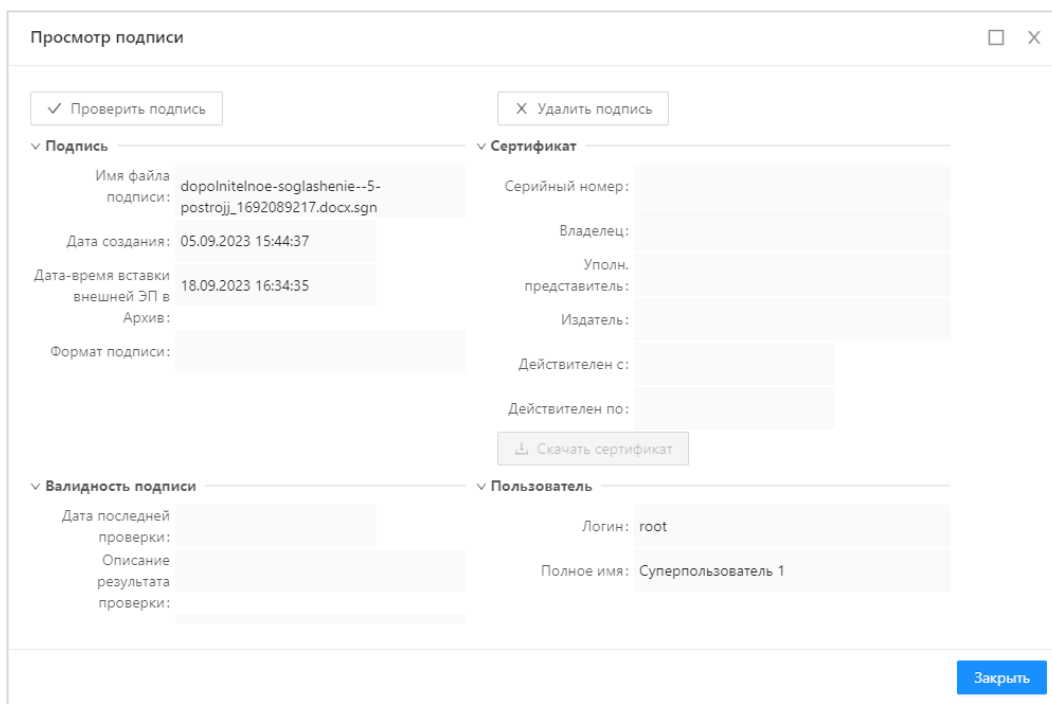 Просмотр подписи
Проверить подпись
Удалить подпись
Подпись
Имя файла
подписи:
dopolnitelnoe-soglashenie--5-
postrojj_1692089217.docx.sgn
Дата создания: 05.09.2023 15:44:37
Дата-время вставки
внешней ЭП в
Архив:
18.09.2023 16:34:35
Формат подписи:
Сертификат
Серийный номер:
Владелец:
Уполн.
представитель:
Издатель:
Действителен с:
Действителен по:
Скачать сертификат
Валидность подписи
Дата последней
проверки:
Описание
результата
проверки:
Пользователь
Логин: root
Полное имя: Суперпользователь 1
Закрыть